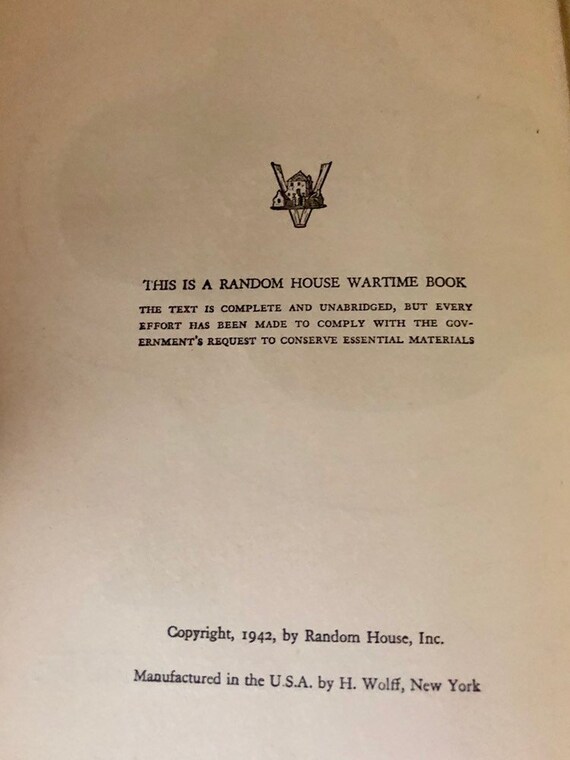 THIS IS A RANDOM HOUSE WARTIME BOOK
THE TEXT IS COMPLETE AND UNABRIDGED, BUT EVERY
EFFORT HAS BEEN MADE TO COMPLY WITH THE GOV-
ERNMENT'S REQUEST TO CONSERVE ESSENTIAL MATERIALS
Copyright, 1942, by Random House, Inc.
Manufactured in the U.S.A. by H. Wolff, New York